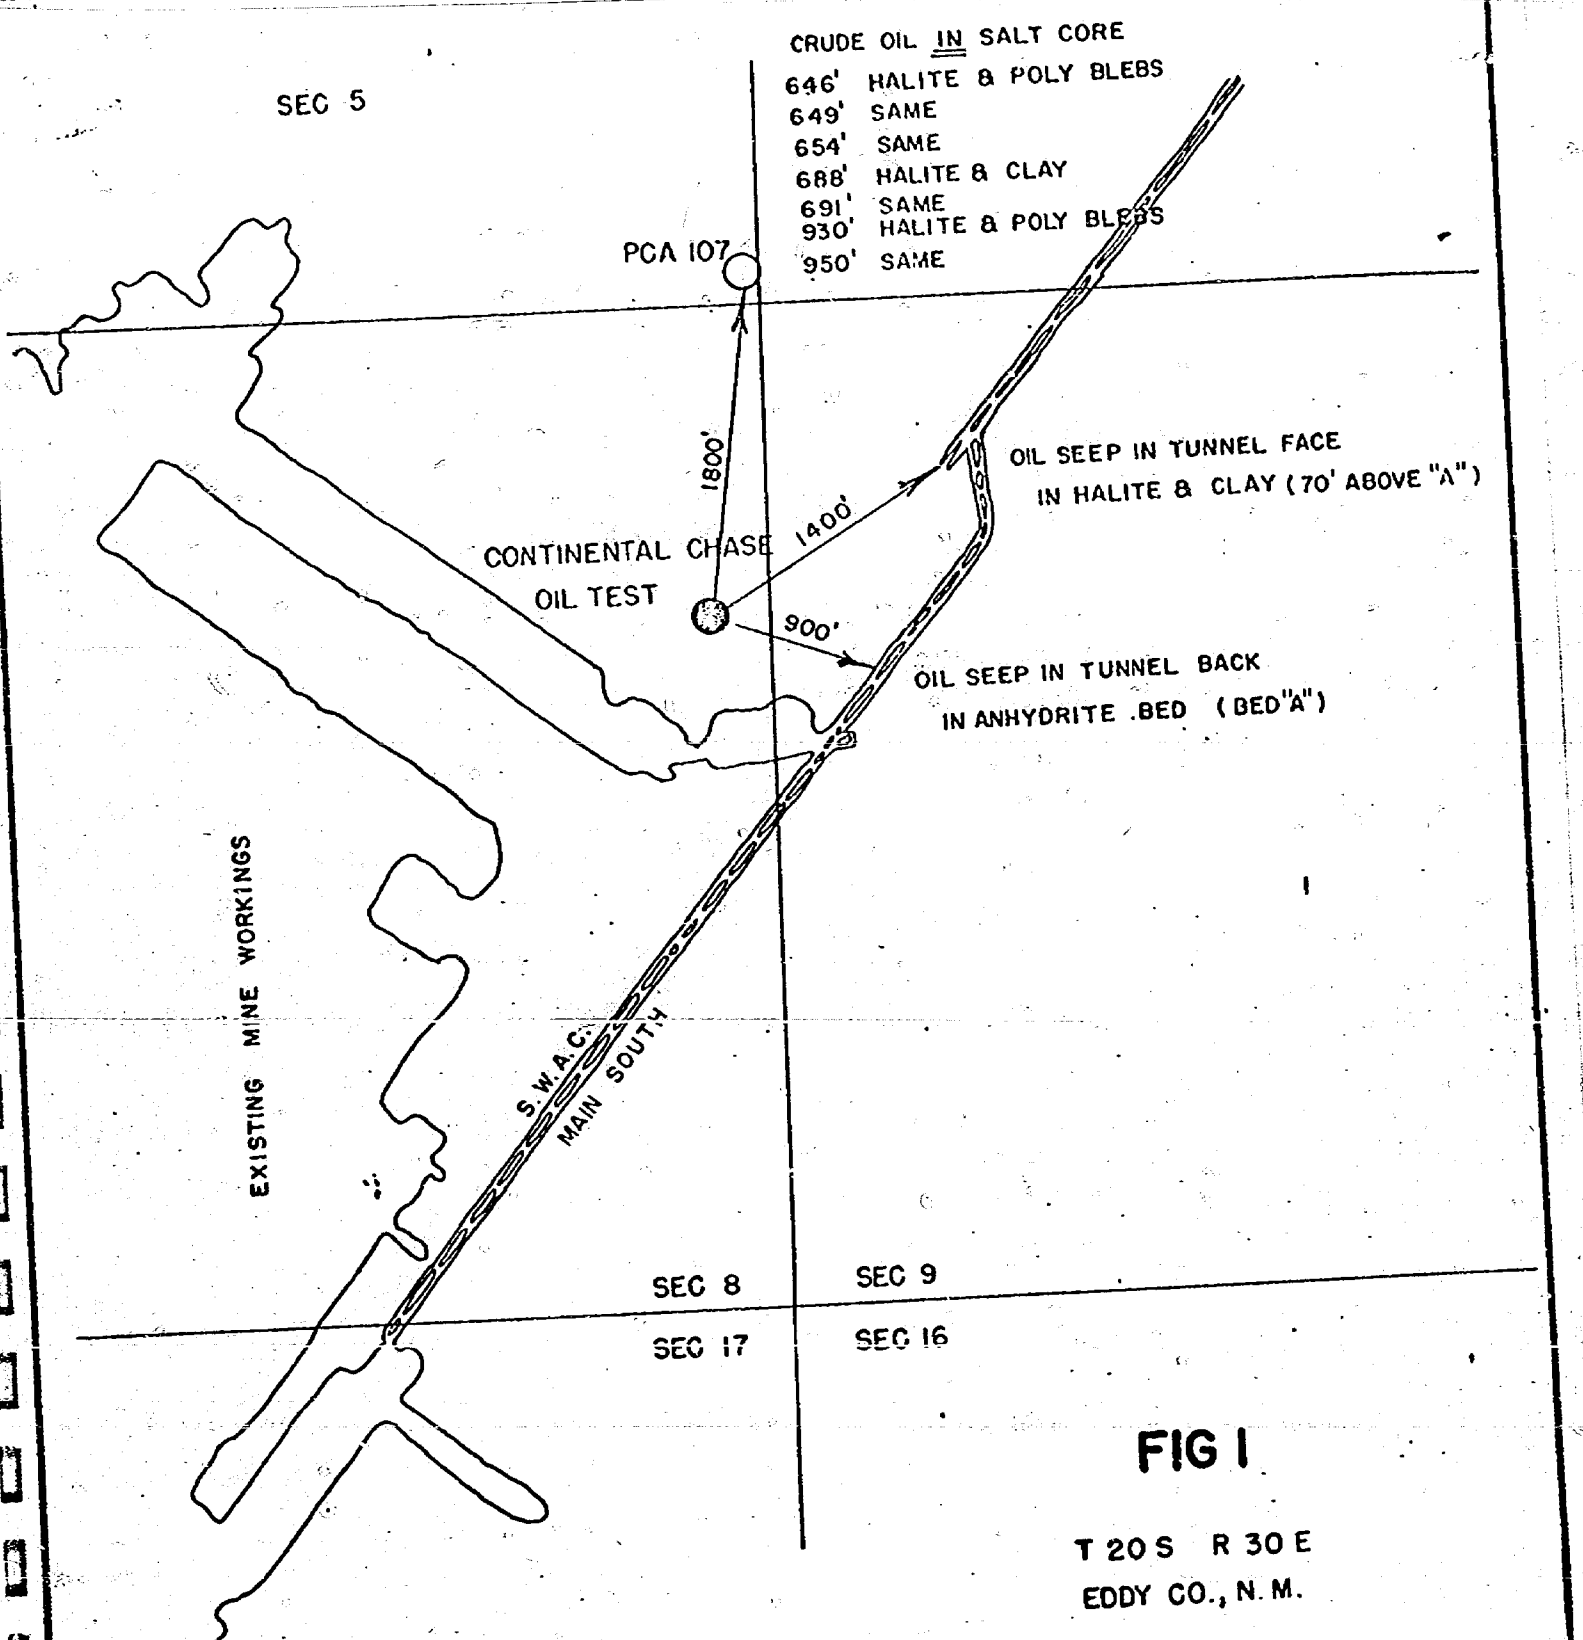 CRUDE OIL IN SALT CORE
646' HALITE & POLY BLEBS
649' SAME
654' SAME
688' HALITE & CLAY
691' SAME
930' HALITE & POLY BLEBS
950' SAME
SEC 5
PCA 107
1800'
1400'
900'
OIL SEEP IN TUNNEL FACE
IN HALITE & CLAY (70' ABOVE "A")
CONTINENTAL CHASE
OIL TEST
OIL SEEP IN TUNNEL BACK
IN ANHYDRITE BED (BED "A")
EXISTING MINE WORKINGS
S.W.A.C.
MAIN SOUTH
SEC 8
SEC 9
SEC 17
SEC 16
FIG 1
T 20 S R 30 E
EDDY CO., N. M.